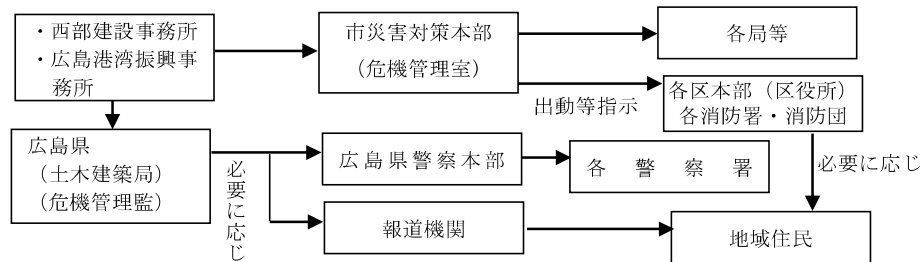 ・西部建設事務所
・広島港湾振興事
務所
市災害対策本部
（危機管理室）
各局等
出動等指示
各区本部（区役所）
各消防署・消防団
広島県
（土木建築局）
（危機管理監）
必要に応じ
広島県警察本部
各　警　察　署
必要に応じ
報道機関
地域住民